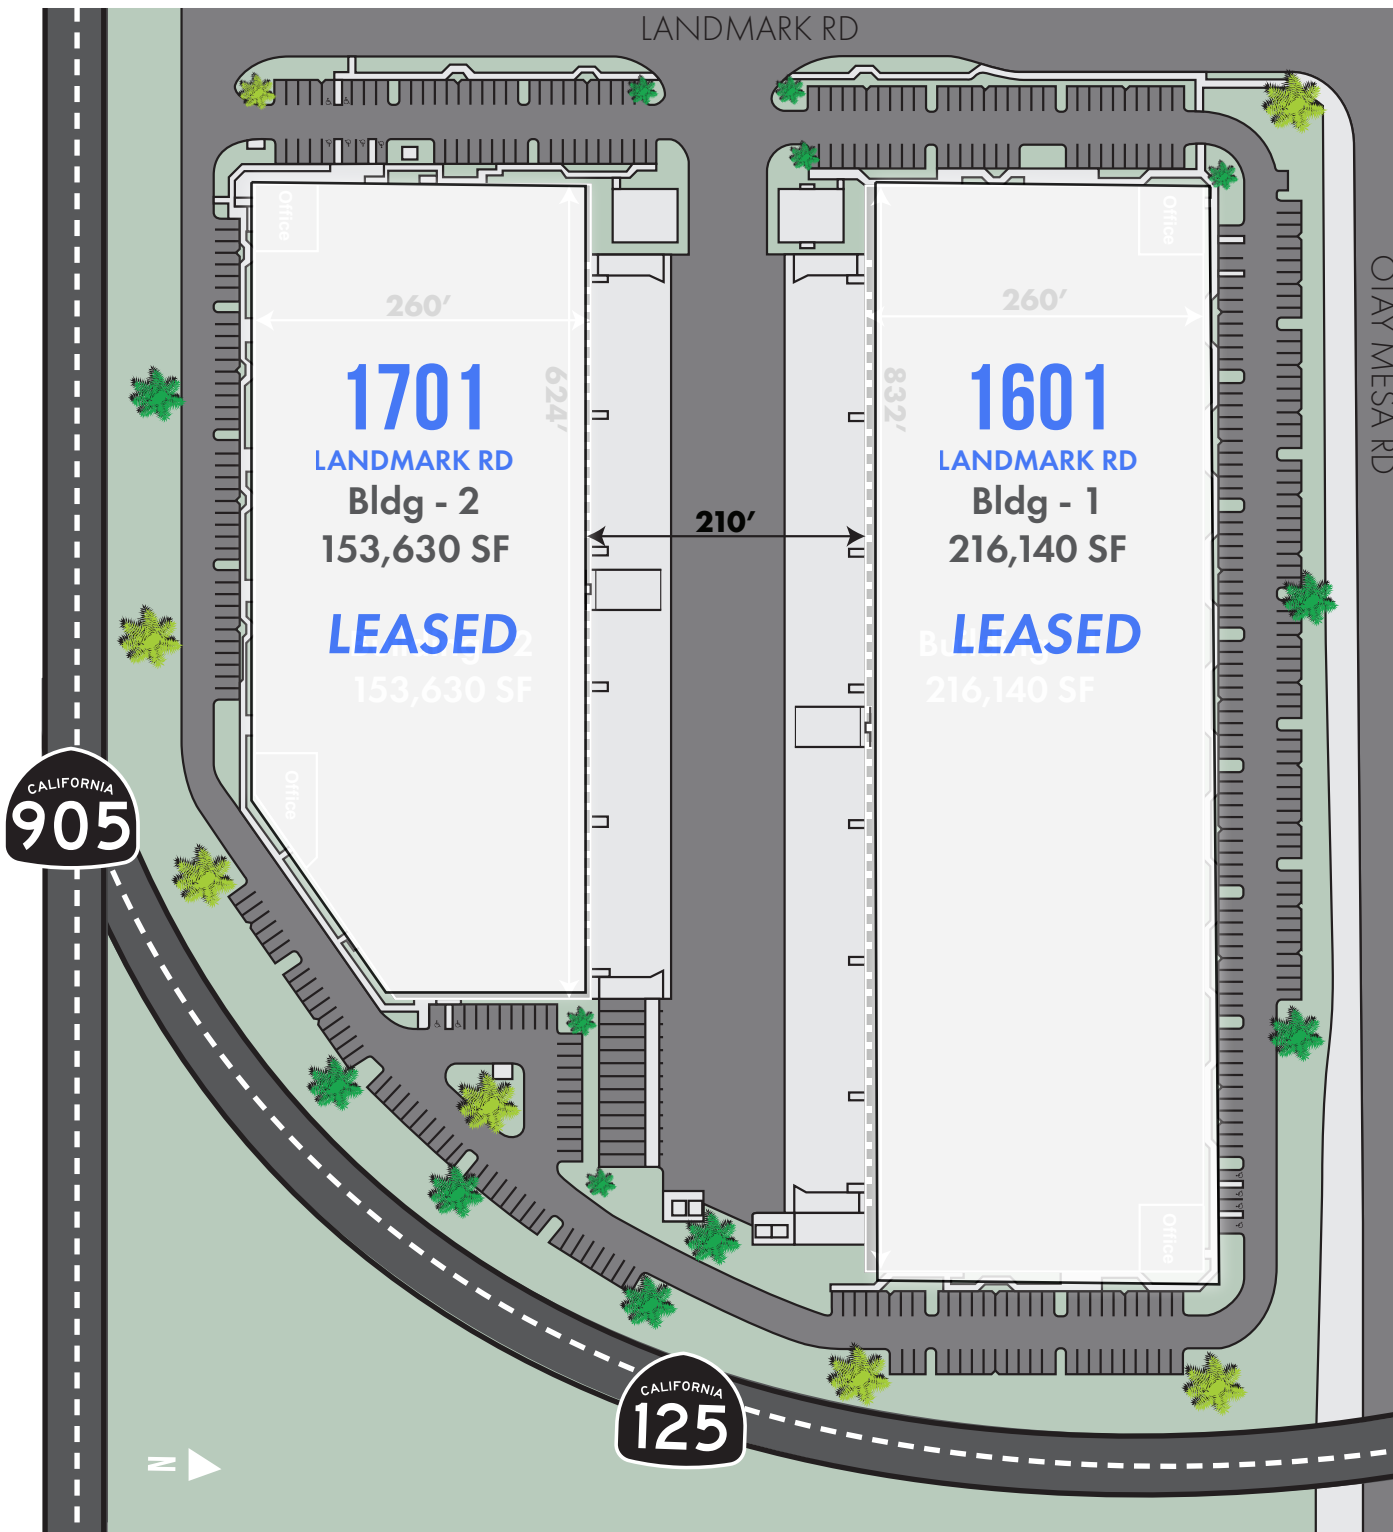 LANDMARK RD
Office
Office
260’
260’
1701
LANDMARK RD
Bldg - 2
153,630 SF
LEASED
624’
2
153,630 SF
Office
210’
832’
1601
LANDMARK RD
Bldg - 1
216,140 SF
LEASED
216,140 SF
Office
OTAY MESA RD
CALIFORNIA
905
CALIFORNIA
125
N